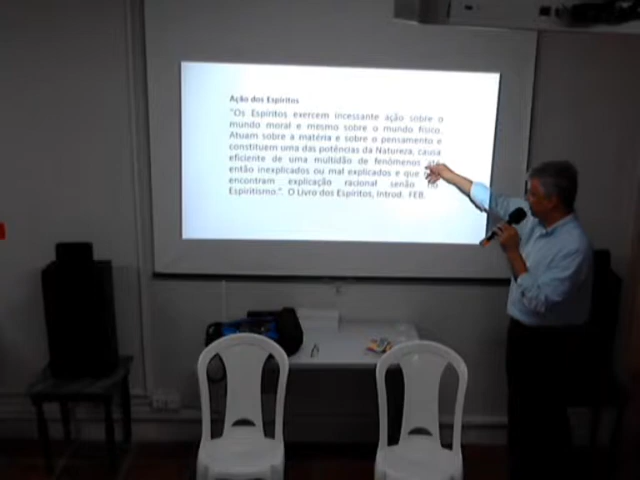 Ação dos Espíritos
"Os Espíritos exercem incessante ação sobre o
mundo moral e mesmo sobre o mundo físico.
Atuam sobre a matéria e sobre o pensamento e
constituem uma das potências da Natureza, causa
eficiente de uma multidão de fenômenos até
então inexplicados ou mal explicados e que
encontram explicação racional senão no
Espiritismo.". O Livro dos Espíritos, Introd. FEB.